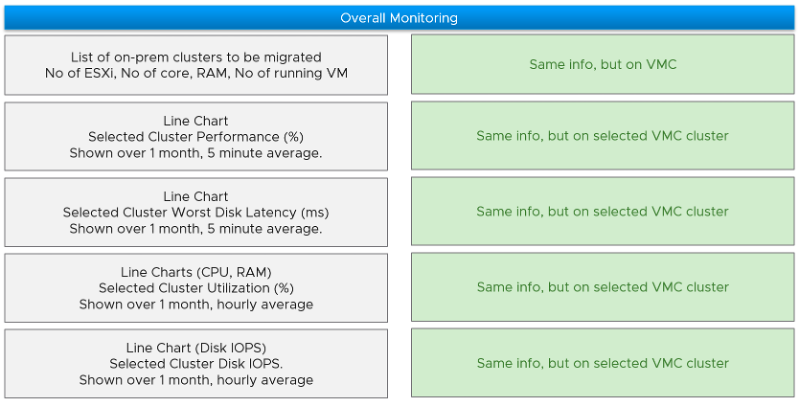 Overall Monitoring
List of on-prem clusters to be migrated
No of ESXi, No of core, RAM, No of running VM
Same info, but on VMC
Line Chart
Selected Cluster Performance (%)
Shown over 1 month, 5 minute average.
Same info, but on selected VMC cluster
Line Chart
Selected Cluster Worst Disk Latency (ms)
Shown over 1 month, 5 minute average.
Same info, but on selected VMC cluster
Line Charts (CPU, RAM)
Selected Cluster Utilization (%)
Shown over 1 month, hourly average
Same info, but on selected VMC cluster
Line Chart (Disk IOPS)
Selected Cluster Disk IOPS.
Shown over 1 month, hourly average
Same info, but on selected VMC cluster